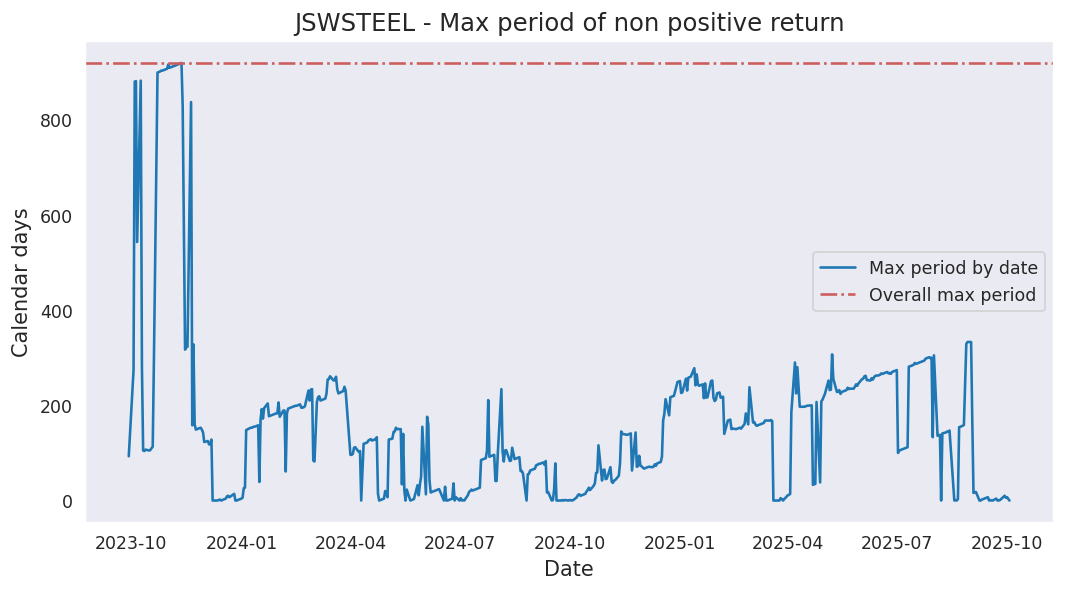 JSWSTEEL - Max period of non positive return
Calendar days
800
600
400
200
0
Max period by date
Overall max period
2023-10
2024-01
2024-04
2024-07
2024-10
2025-01
2025-04
2025-07
2025-10
Date